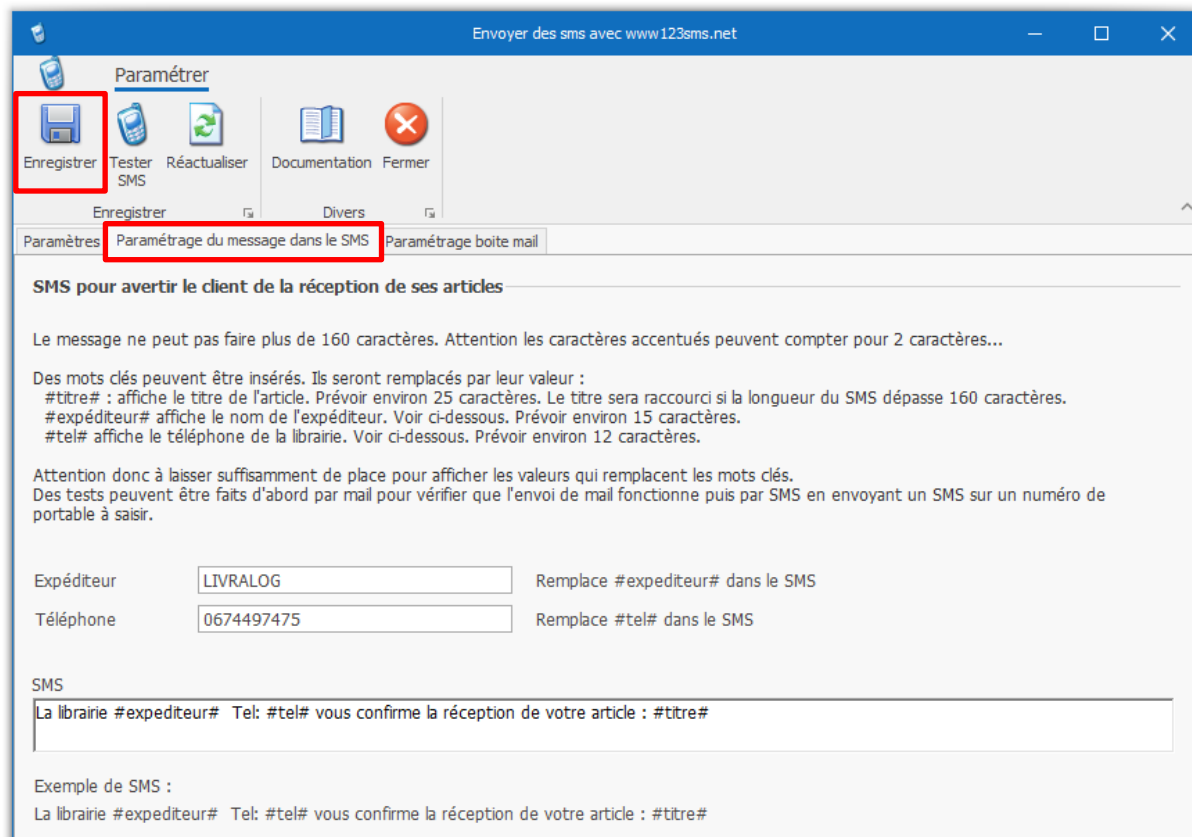 Envoyer des sms avec www123sms.net
Paramétrer
Enregistrer Tester SMS Réactualiser Documentation Fermer
Enregistrer Divers
Paramètres Paramétrage du message dans le SMS Paramétrage boite mail
SMS pour avertir le client de la réception de ses articles
Le message ne peut pas faire plus de 160 caractères. Attention les caractères accentués peuvent compter pour 2 caractères...
Des mots clés peuvent être insérés. Ils seront remplacés par leur valeur :
#titre# : affiche le titre de l'article. Prévoir environ 25 caractères. Le titre sera raccourci si la longueur du SMS dépasse 160 caractères.
#expéditeur# affiche le nom de l'expéditeur. Voir ci-dessous. Prévoir environ 15 caractères.
#tel# affiche le téléphone de la librairie. Voir ci-dessous. Prévoir environ 12 caractères.
Attention donc à laisser suffisamment de place pour afficher les valeurs qui remplacent les mots clés.
Des tests peuvent être faits d'abord par mail pour vérifier que l'envoi de mail fonctionne puis par SMS en envoyant un SMS sur un numéro de
portable à saisir.
Expéditeur LIVRALOG Remplace #expediteur# dans le SMS
Téléphone 0674497475 Remplace #tel# dans le SMS
SMS
La librairie #expediteur#  Tel: #tel# vous confirme la réception de votre article : #titre#
Exemple de SMS :
La librairie #expediteur#  Tel: #tel# vous confirme la réception de votre article : #titre#